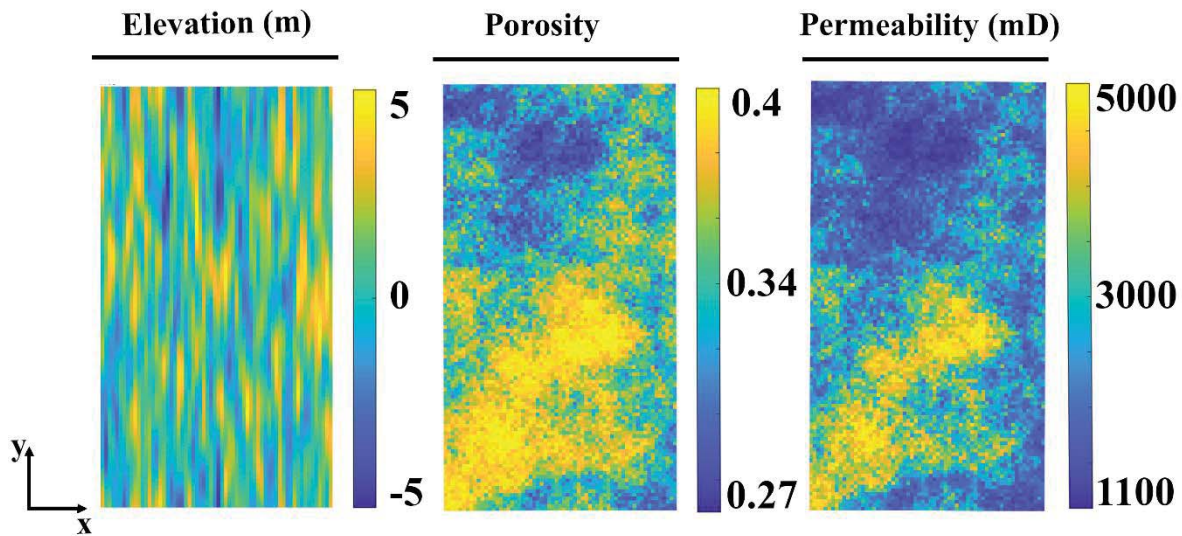 Elevation (m)
Porosity
Permeability (mD)
5
0
-5
0.4
0.34
0.27
5000
3000
1100
y
x